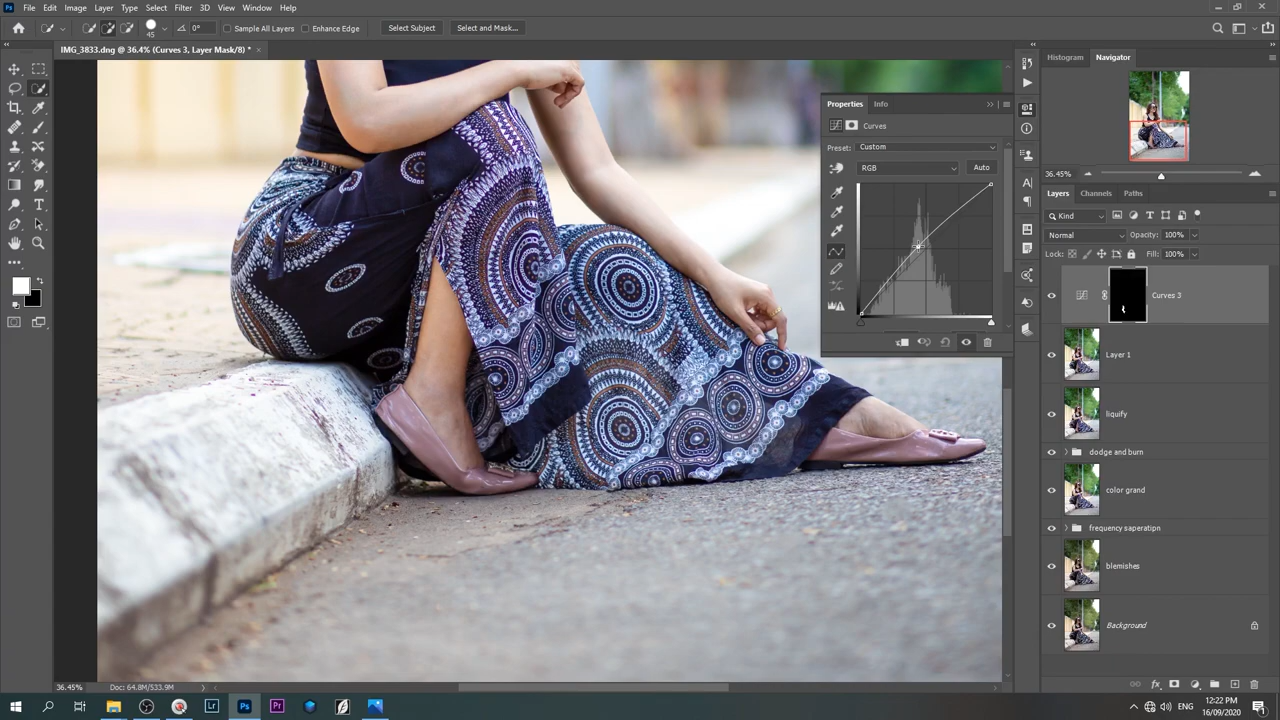 File Edit Image Layer Type Select Filter 3D View Window Help
45 0° Sample All Layers Enhance Edge Select Subject Select and Mask...
IMG_3833.dng @ 36.4% (Curves 3, Layer Mask/8) *
Histogram Navigator
36.45%
Properties Info
Curves
Preset: Custom
RGB Auto
Layers Channels Paths
Kind
Normal Opacity: 100%
Lock: Fill: 100%
Curves 3
Layer 1
liquify
dodge and burn
color grand
frequency saperatipn
blemishes
Background
36.45% Doc: 64.8M/533.9M
12:22 PM
ENG
16/09/2020